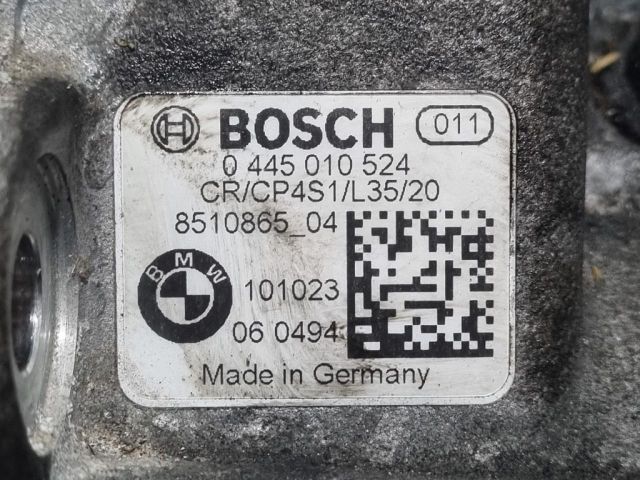 BOSCH 011
0 445 010 524
CR/CP4S1/L35/20
8510865_04
BMW
101023
06 0494
Made in Germany